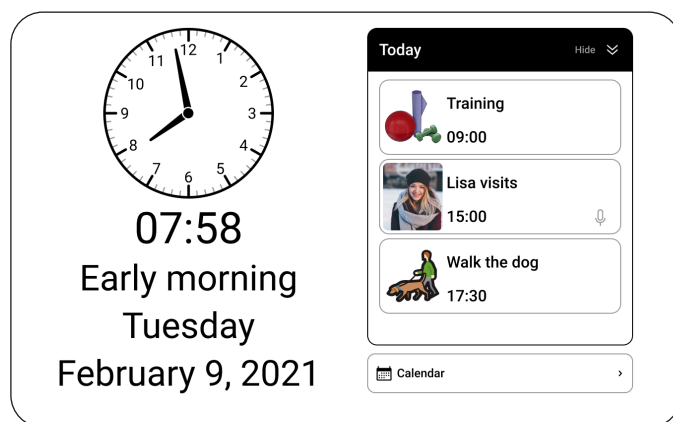 12
1
2
3
4
5
6
7
8
9
10
11
07:58
Early morning
Tuesday
February 9, 2021
Today
Hide
Training
09:00
Lisa visits
15:00
Walk the dog
17:30
Calendar